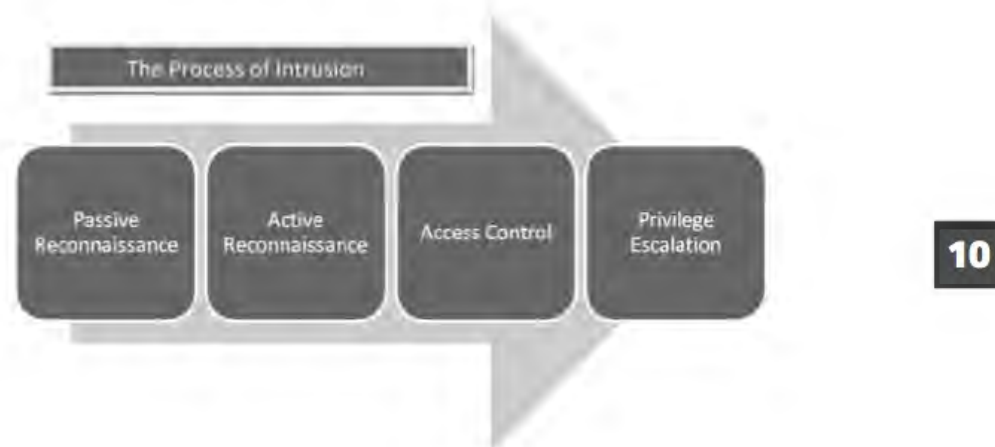 The Process of Intrusion
Passive
Reconnaissance
Active
Reconnaissance
Access Control
Privilege
Escalation
10